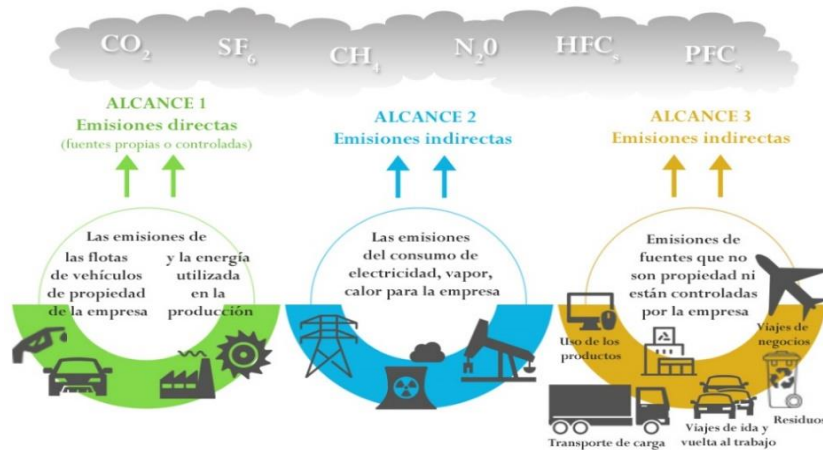 CO₂ SF₆ CH₄ N₂0 HFCₛ PFCₛ
ALCANCE 1
Emisiones directas
(fuentes propias o controladas)
ALCANCE 2
Emisiones indirectas
ALCANCE 3
Emisiones indirectas
Las emisiones de
las flotas
de vehículos
de propiedad
de la empresa
y la energía
utilizada
en la
producción
Las emisiones
del consumo de
electricidad, vapor,
calor para la empresa
Emisiones de
fuentes que no
son propiedad ni
están controladas
por la empresa
Uso de los
productos
Viajes de
negocios
Transporte de carga
Viajes de ida y
vuelta al trabajo
Residuos